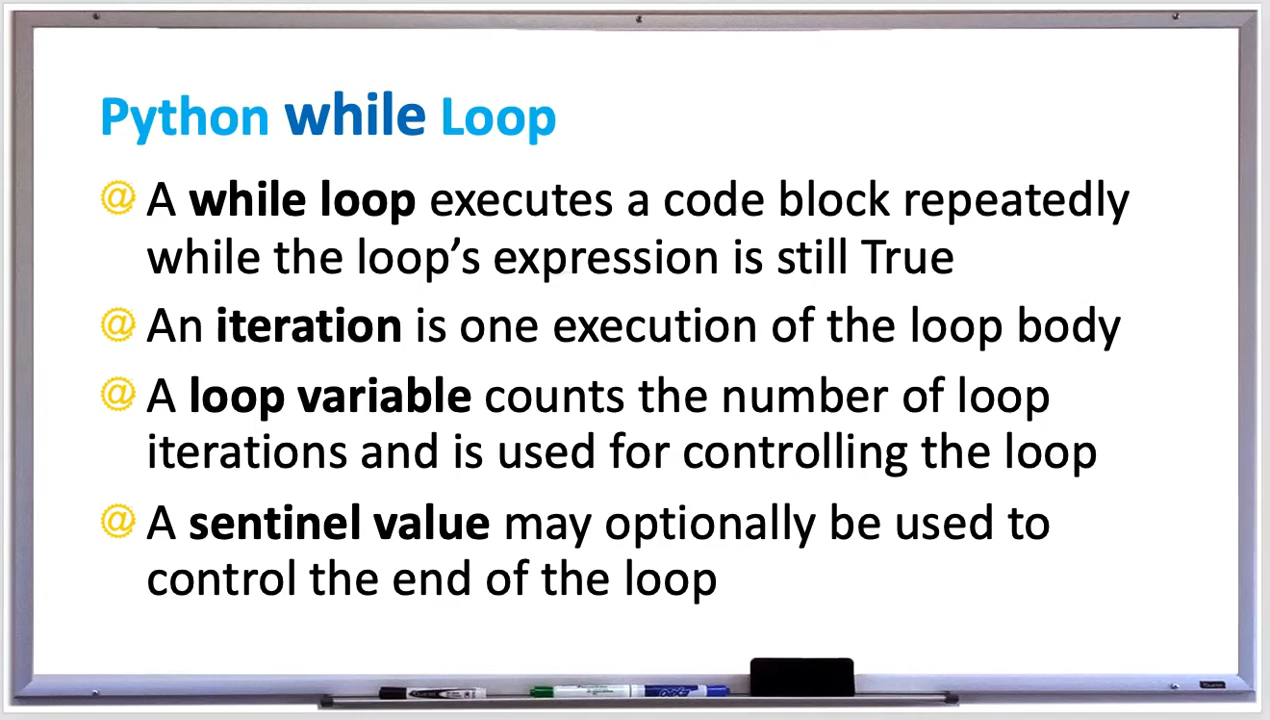 Python while Loop
@ A while loop executes a code block repeatedly
while the loop’s expression is still True
@ An iteration is one execution of the loop body
@ A loop variable counts the number of loop
iterations and is used for controlling the loop
@ A sentinel value may optionally be used to
control the end of the loop